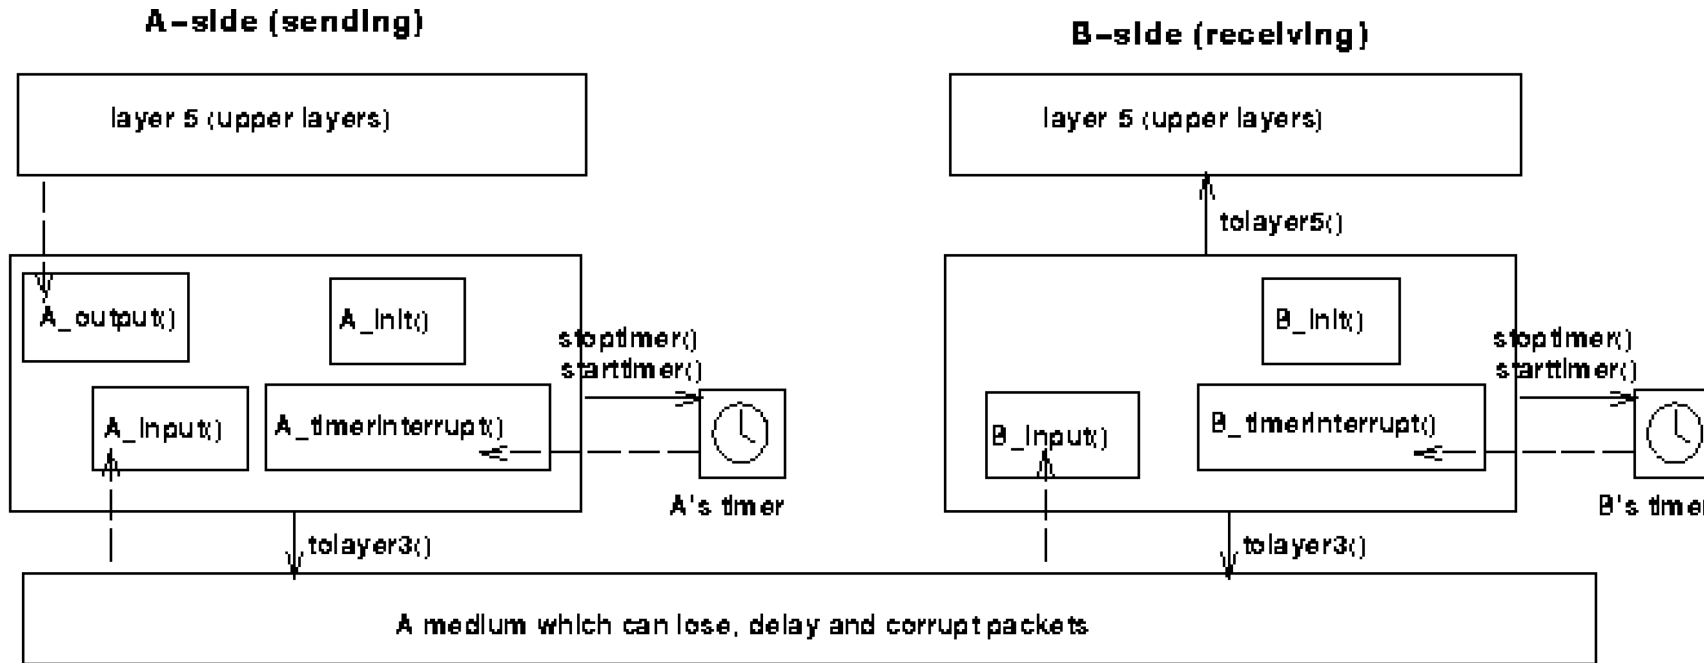 A-side (sending)
layer 5 (upper layers)
A_output()
A_init()
A_input()
A_timerinterrupt()
stoptimer()
starttimer()
A's timer
tolayer3()
B-side (receiving)
layer 5 (upper layers)
tolayer5()
B_init()
B_input()
B_timerinterrupt()
stoptimer()
starttimer()
B's timer
tolayer3()
A medium which can lose, delay and corrupt packets